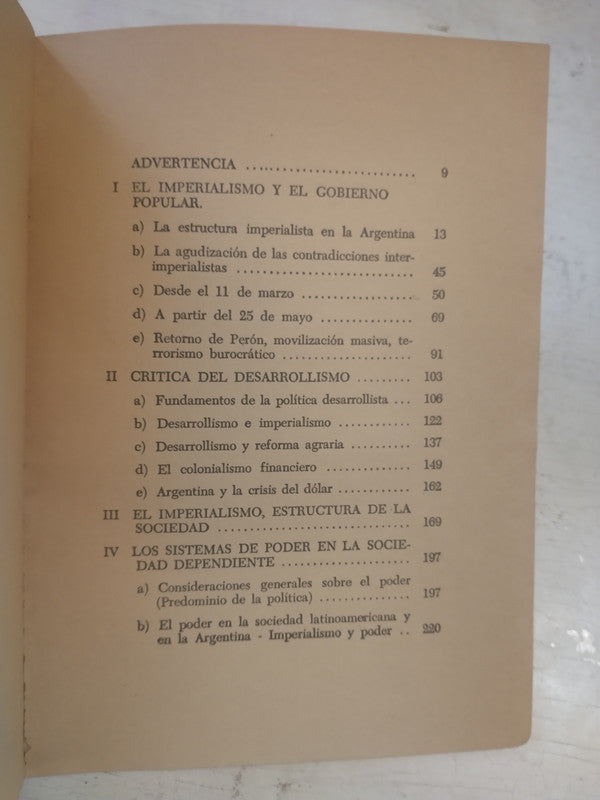 ADVERTENCIA ........................... 9
I EL IMPERIALISMO Y EL GOBIERNO
POPULAR.
a) La estructura imperialista en la Argentina 13
b) La agudización de las contradicciones inter-
imperialistas .......................... 45
c) Desde el 11 de marzo ................ 50
d) A partir del 25 de mayo ............. 69
e) Retorno de Perón, movilización masiva, te-
rrorismo burocrático ................... 91
II CRITICA DEL DESARROLLISMO ......... 103
a) Fundamentos de la política desarrollista ... 106
b) Desarrollismo e imperialismo ............ 122
c) Desarrollismo y reforma agraria .......... 137
d) El colonialismo financiero .............. 149
e) Argentina y la crisis del dólar ............ 162
III EL IMPERIALISMO, ESTRUCTURA DE LA
SOCIEDAD ............................. 169
IV LOS SISTEMAS DE PODER EN LA SOCIE-
DAD DEPENDIENTE ................... 197
a) Consideraciones generales sobre el poder
(Predominio de la política) .............. 197
b) El poder en la sociedad latinoamericana y
en la Argentina - Imperialismo y poder .. 220